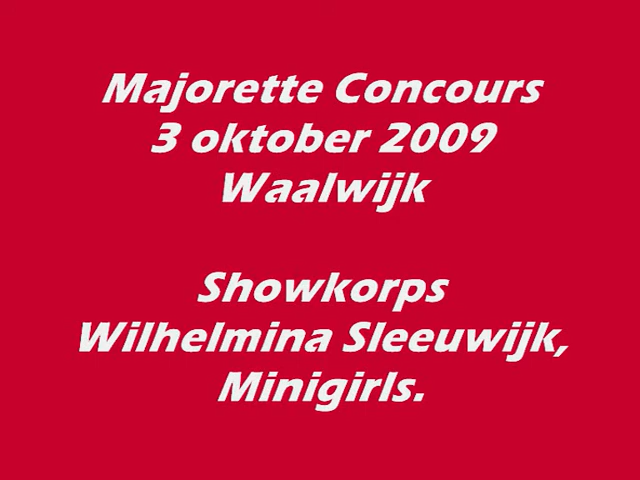 Majorette Concours
3 oktober 2009
Waalwijk
Showkorps
Wilhelmina Sleeuwijk,
Minigirls.